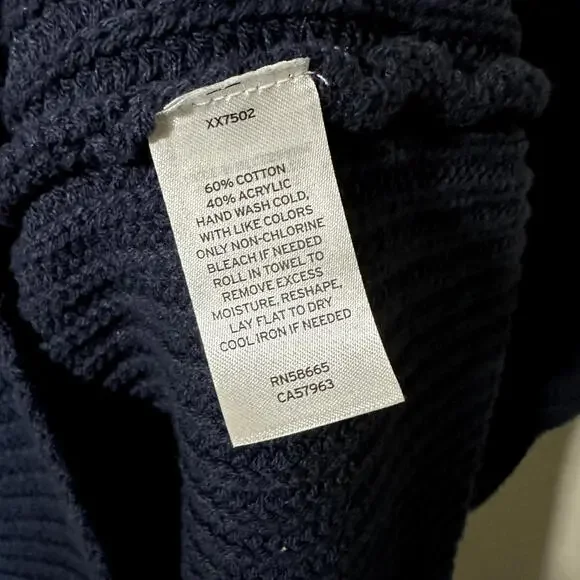 XX7502
60% COTTON
40% ACRYLIC
HAND WASH COLD,
WITH LIKE COLORS
ONLY NON-CHLORINE
BLEACH IF NEEDED
ROLL IN TOWEL TO
REMOVE EXCESS
MOISTURE, RESHAPE,
LAY FLAT TO DRY
COOL IRON IF NEEDED
RN58665
CA57963